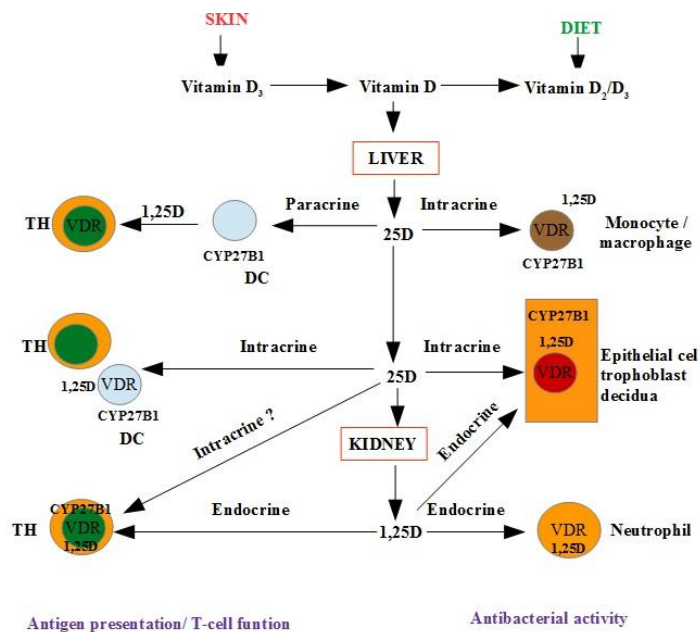 SKIN
DIET
Vitamin D₃
Vitamin D
Vitamin D₂/D₃
LIVER
Paracrine
Intracrine
TH
VDR
1,25D
CYP27B1
DC
25D
1,25D
VDR
CYP27B1
Monocyte /
macrophage
TH
1,25D
VDR
CYP27B1
DC
Intracrine
25D
Intracrine
CYP27B1
1,25D
VDR
Epithelial cel
trophoblast
decidua
Intracrine ?
KIDNEY
Endocrine
TH
CYP27B1
VDR
1,25D
Endocrine
1,25D
Endocrine
VDR
1,25D
Neutrophil
Antigen presentation/ T-cell funtion
Antibacterial activity